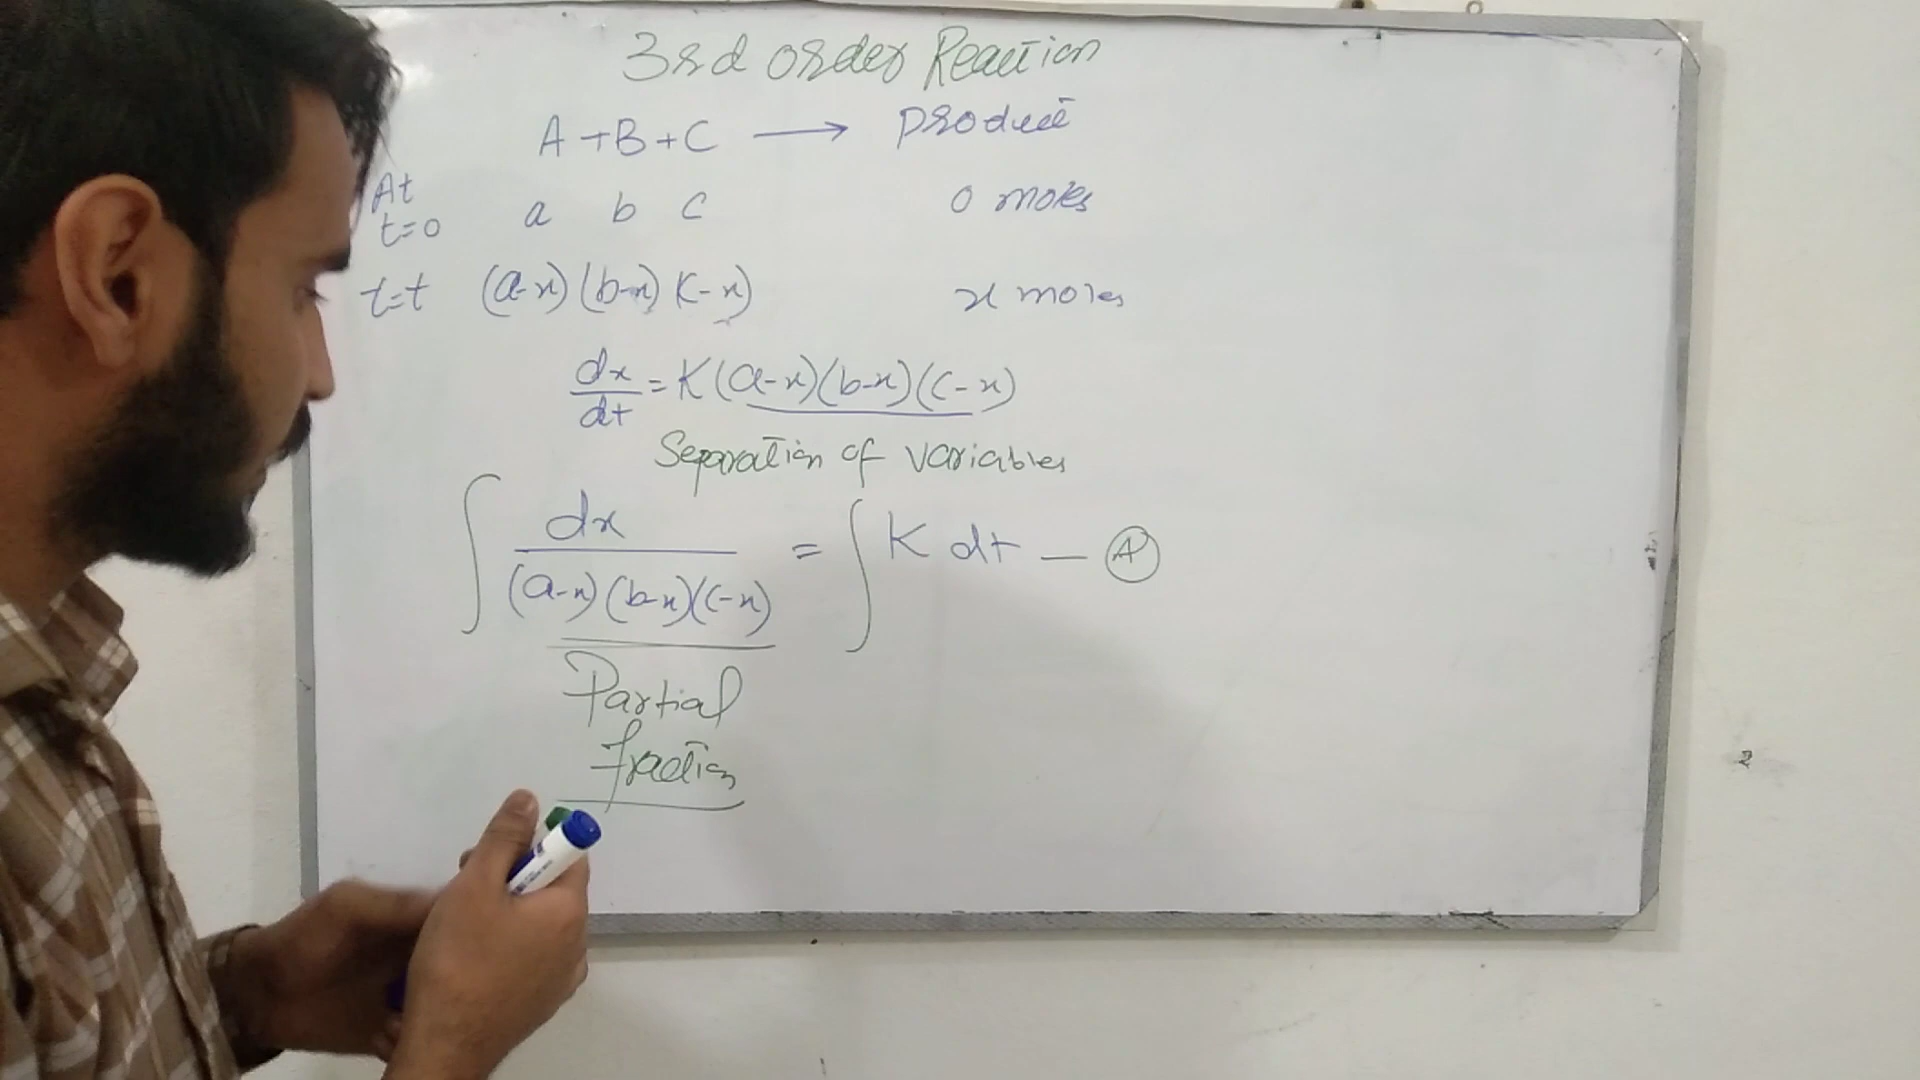 3rd order Reaction
A + B + C ⟶ product
At
t=0 a b c 0 moles
t=t (a-x) (b-x) (c-x) x moles
dx/dt = K(a-x)(b-x)(c-x)
Separation of variables
∫ dx / (a-x)(b-x)(c-x) = ∫ K dt — Ⓐ
Partial
fraction